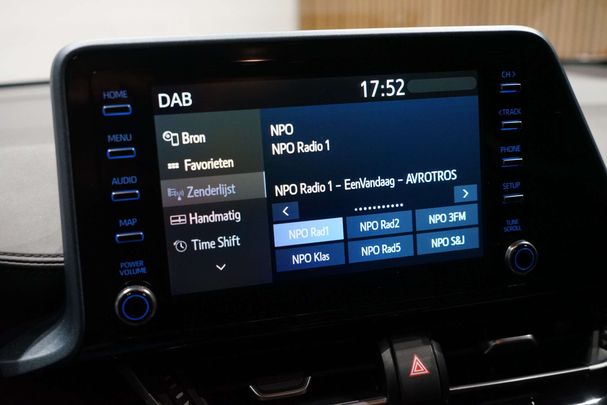 HOME
MENU
AUDIO
MAP
POWER
VOLUME
DAB
17:52
Bron
Favorieten
Zenderlijst
Handmatig
Time Shift
NPO
NPO Radio 1
NPO Radio 1 – EenVandaag – AVROTROS
< >
NPO Rad1 NPO Rad2 NPO 3FM
NPO Klas NPO Rad5 NPO S&J
CH >
< TRACK
PHONE
SETUP
TUNE
SCROLL